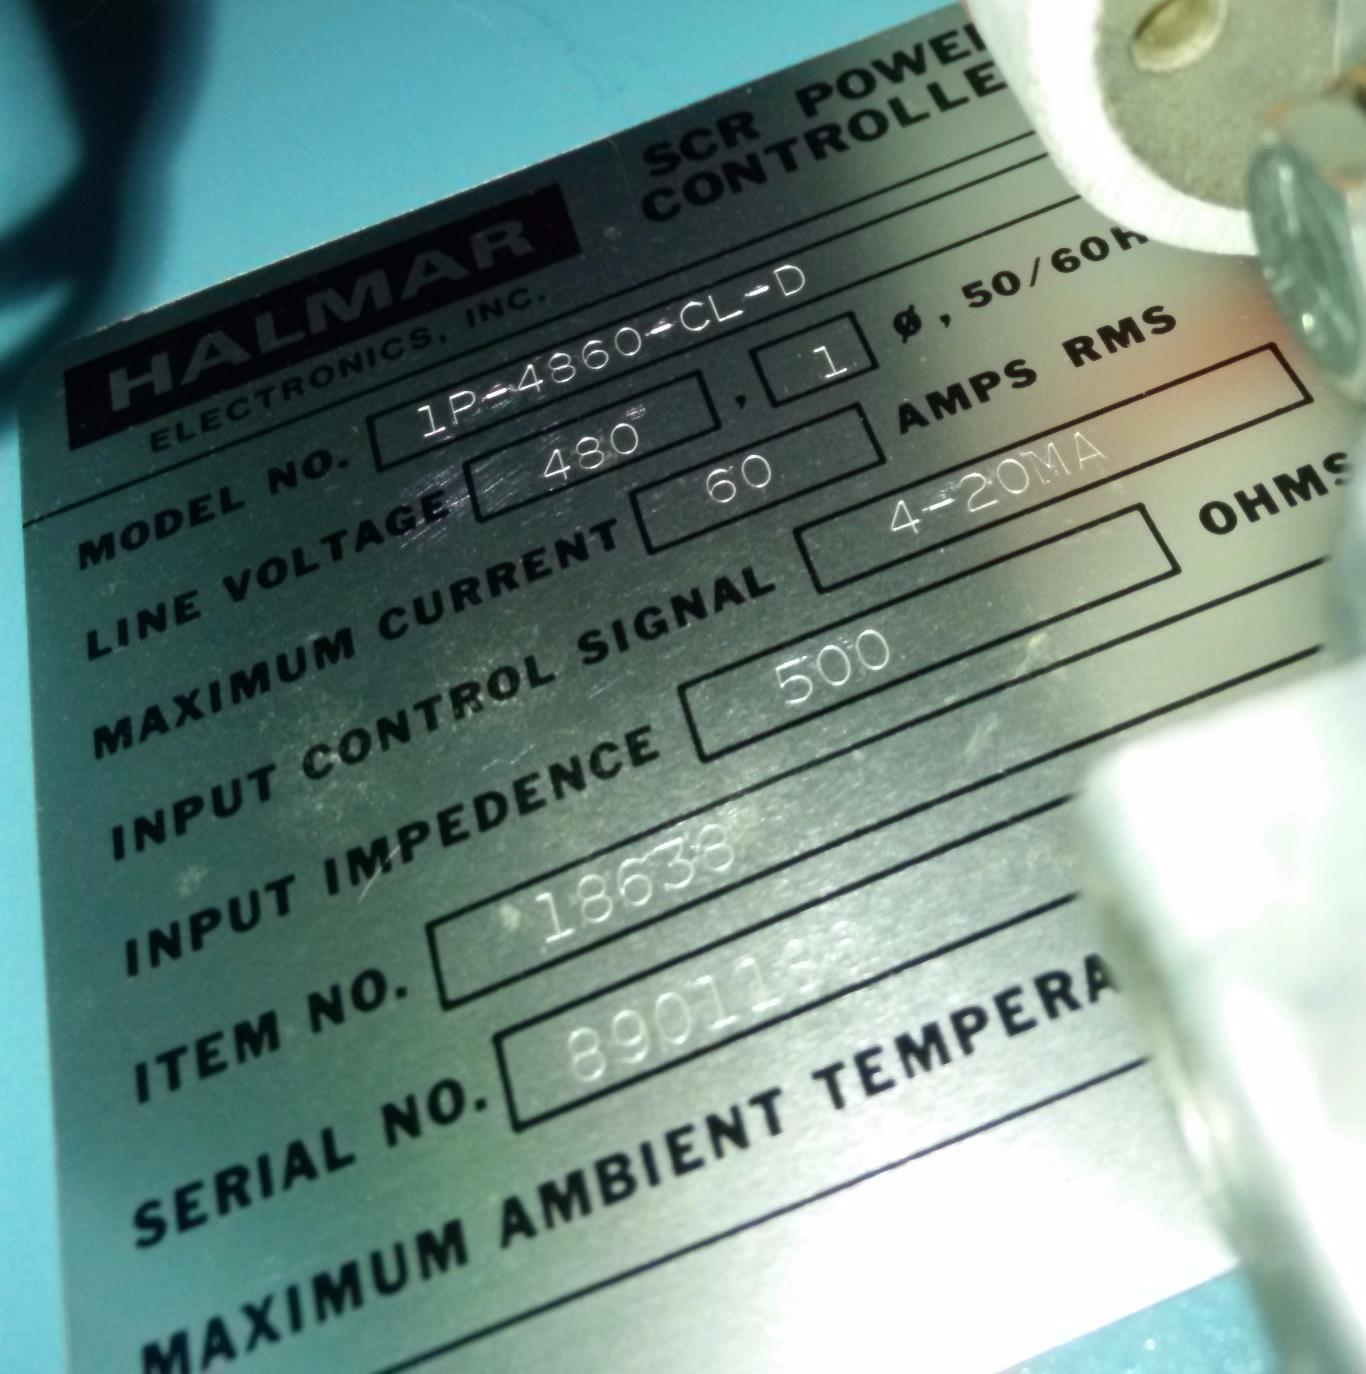 HALMAR
ELECTRONICS, INC.
SCR POWE
CONTROLLE
MODEL NO. 1P-4860-CL-D
LINE VOLTAGE 480, 1 Ø, 50/60H
MAXIMUM CURRENT 60 AMPS RMS
INPUT CONTROL SIGNAL 4-20MA
INPUT IMPEDENCE 500 OHMS
ITEM NO. 18638
SERIAL NO.
MAXIMUM AMBIENT TEMPERA